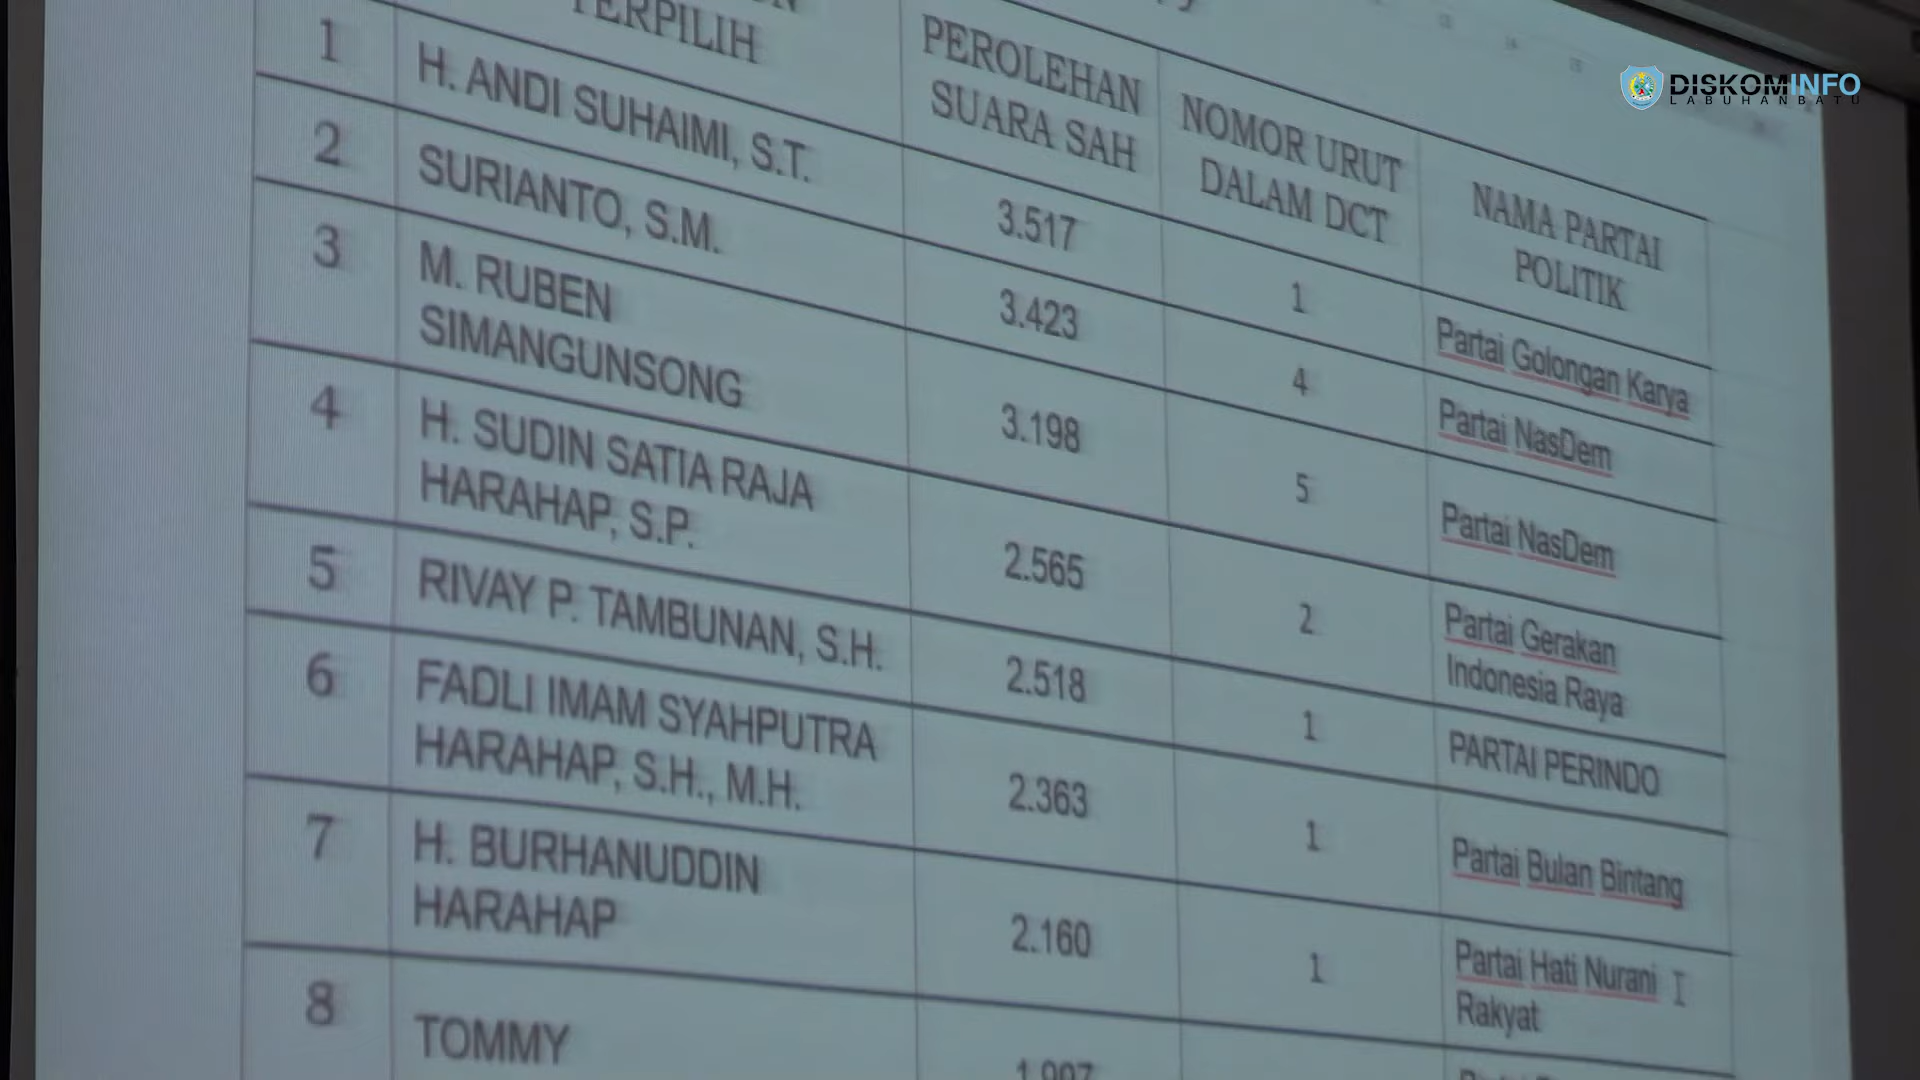 DISKOMINFO
LABUHANBATU
TERPILIH
PEROLEHAN
SUARA SAH
NOMOR URUT
DALAM DCT
NAMA PARTAI
POLITIK
1
H. ANDI SUHAIMI, S.T.
3.517
1
Partai Golongan Karya
2
SURIANTO, S.M.
3.423
4
Partai NasDem
3
M. RUBEN
SIMANGUNSONG
3.198
5
Partai NasDem
4
H. SUDIN SATIA RAJA
HARAHAP, S.P.
2.565
2
Partai Gerakan
Indonesia Raya
5
RIVAY P. TAMBUNAN, S.H.
2.518
1
PARTAI PERINDO
6
FADLI IMAM SYAHPUTRA
HARAHAP, S.H., M.H.
2.363
1
Partai Bulan Bintang
7
H. BURHANUDDIN
HARAHAP
2.160
1
Partai Hati Nurani
Rakyat
8
TOMMY